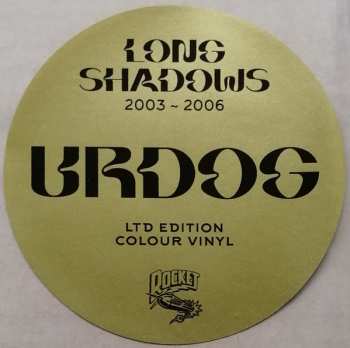 LONG
SHADOWS
2003 ~ 2006
URDOG
LTD EDITION
COLOUR VINYL
ROCKET